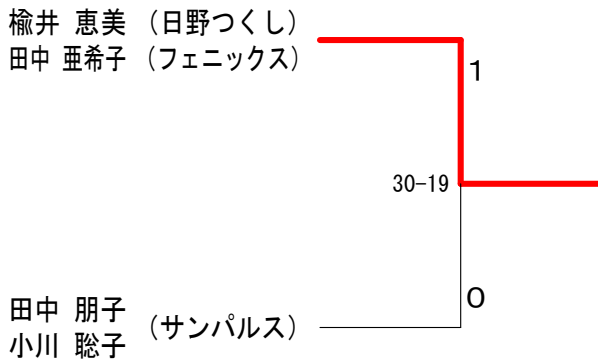 楡井 恵美 （日野つくし）
田中 亜希子 （フェニックス）
1
30-19
0
田中 朋子
小川 聡子
（サンパルス）